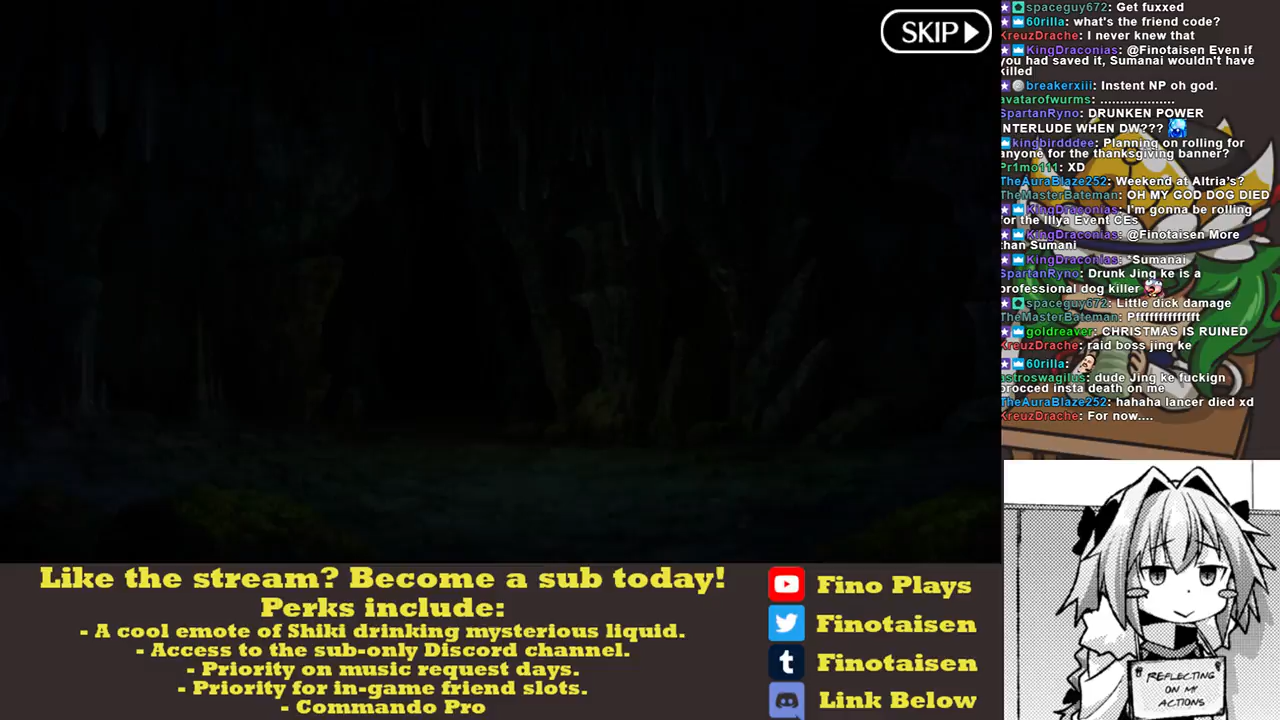 SKIP
spaceguy672: Get fuxxed
60rilla: what's the friend code?
KreuzDrache: I never knew that
KingDraconias: @Finotaisen Even if
you had saved it, Sumanai wouldn't have
killed
breakerxiii: Instent NP oh god.
avatarofwurms: ...................
SpartanRyno: DRUNKEN POWER
INTERLUDE WHEN DW???
kingbirdddee: Planning on rolling for
anyone for the thanksgiving banner?
Pr1mo111: XD
TheAuraBlaze252: Weekend at Altria's?
TheMasterBateman: OH MY GOD DOG DIED
KingDraconias: I'm gonna be rolling
for the Illya Event CEs
KingDraconias: @Finotaisen More
than Sumani
KingDraconias: *Sumanai
SpartanRyno: Drunk Jing ke is a
professional dog killer
spaceguy672: Little dick damage
TheMasterBateman: Pfffffffffffft
goldreaver: CHRISTMAS IS RUINED
KreuzDrache: raid boss jing ke
60rilla:
astroswagilus: dude Jing ke fuckign
procced insta death on me
TheAuraBlaze252: hahaha lancer died xd
KreuzDrache: For now....
Like the stream? Become a sub today!
Perks include:
- A cool emote of Shiki drinking mysterious liquid.
- Access to the sub-only Discord channel.
- Priority on music request days.
- Priority for in-game friend slots.
- Commando Pro
Fino Plays
Finotaisen
Finotaisen
Link Below
REFLECTING
ON MY
ACTIONS